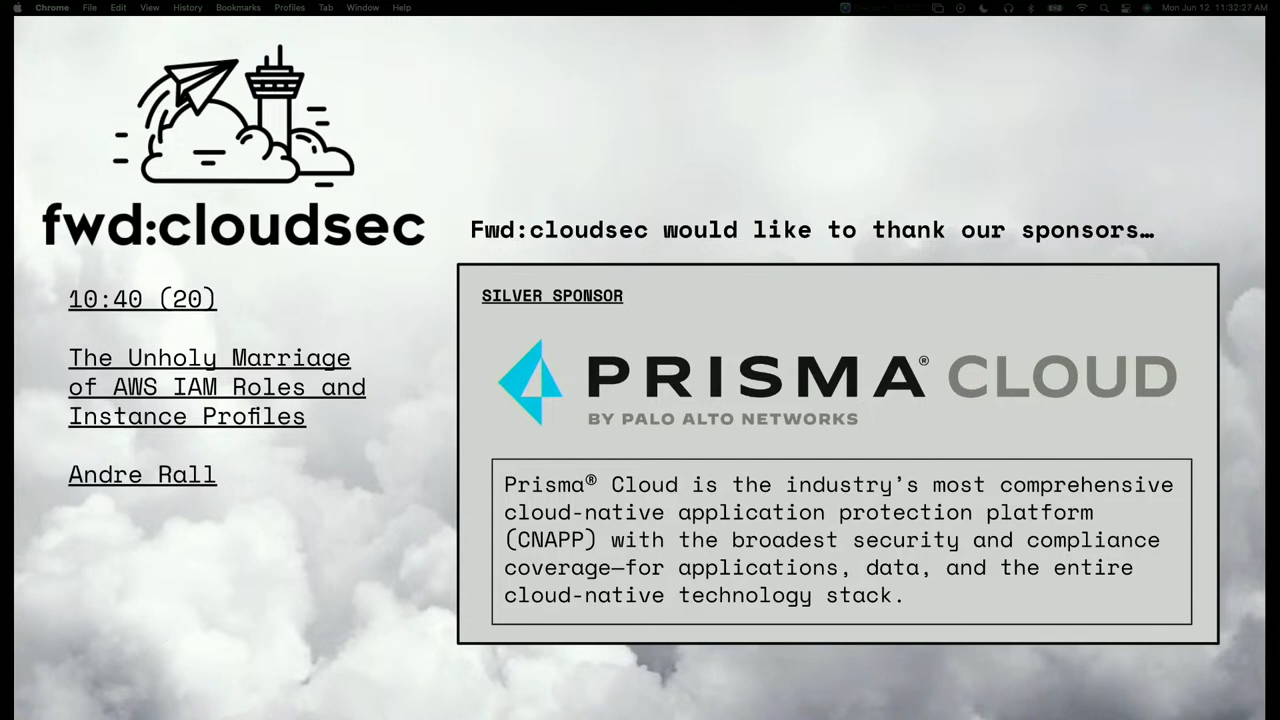 Chrome File Edit View History Bookmarks Profiles Tab Window Help
Mon Jun 12 11:32:27 AM
fwd:cloudsec
10:40 (20)
The Unholy Marriage
of AWS IAM Roles and
Instance Profiles
Andre Rall
Fwd:cloudsec would like to thank our sponsors…
SILVER SPONSOR
PRISMA® CLOUD
BY PALO ALTO NETWORKS
Prisma® Cloud is the industry’s most comprehensive
cloud-native application protection platform
(CNAPP) with the broadest security and compliance
coverage—for applications, data, and the entire
cloud-native technology stack.